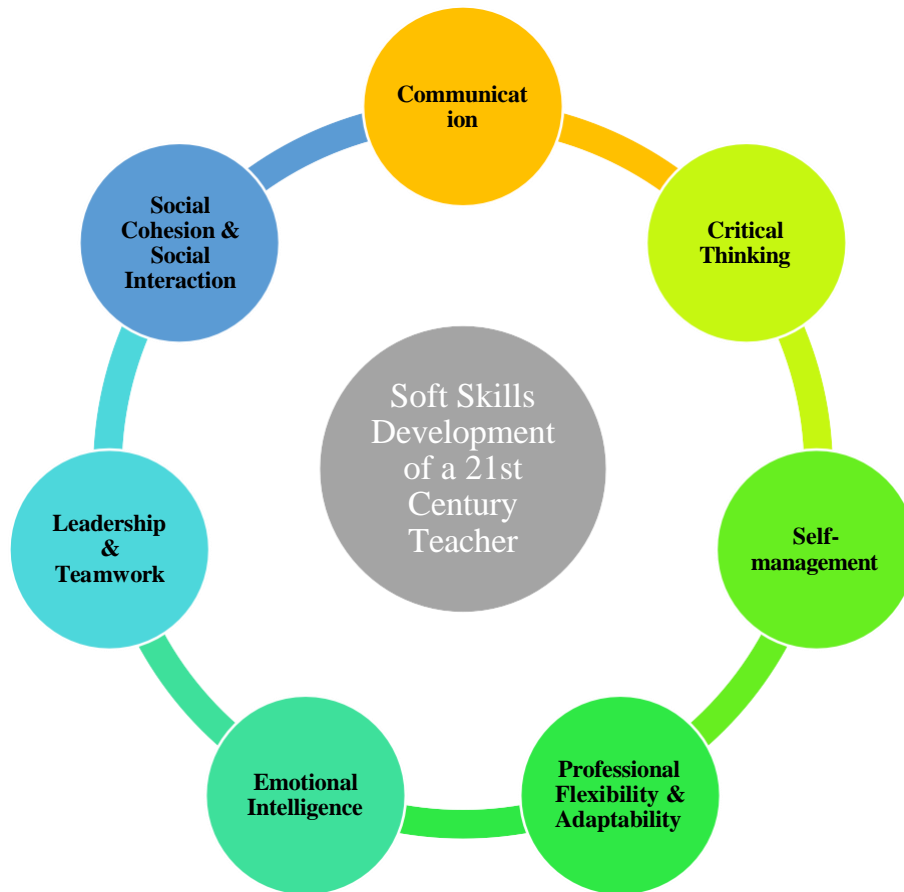 Communicat
ion
Critical
Thinking
Self-
management
Professional
Flexibility &
Adaptability
Emotional
Intelligence
Leadership
&
Teamwork
Social
Cohesion &
Social
Interaction
Soft Skills
Development
of a 21st
Century
Teacher